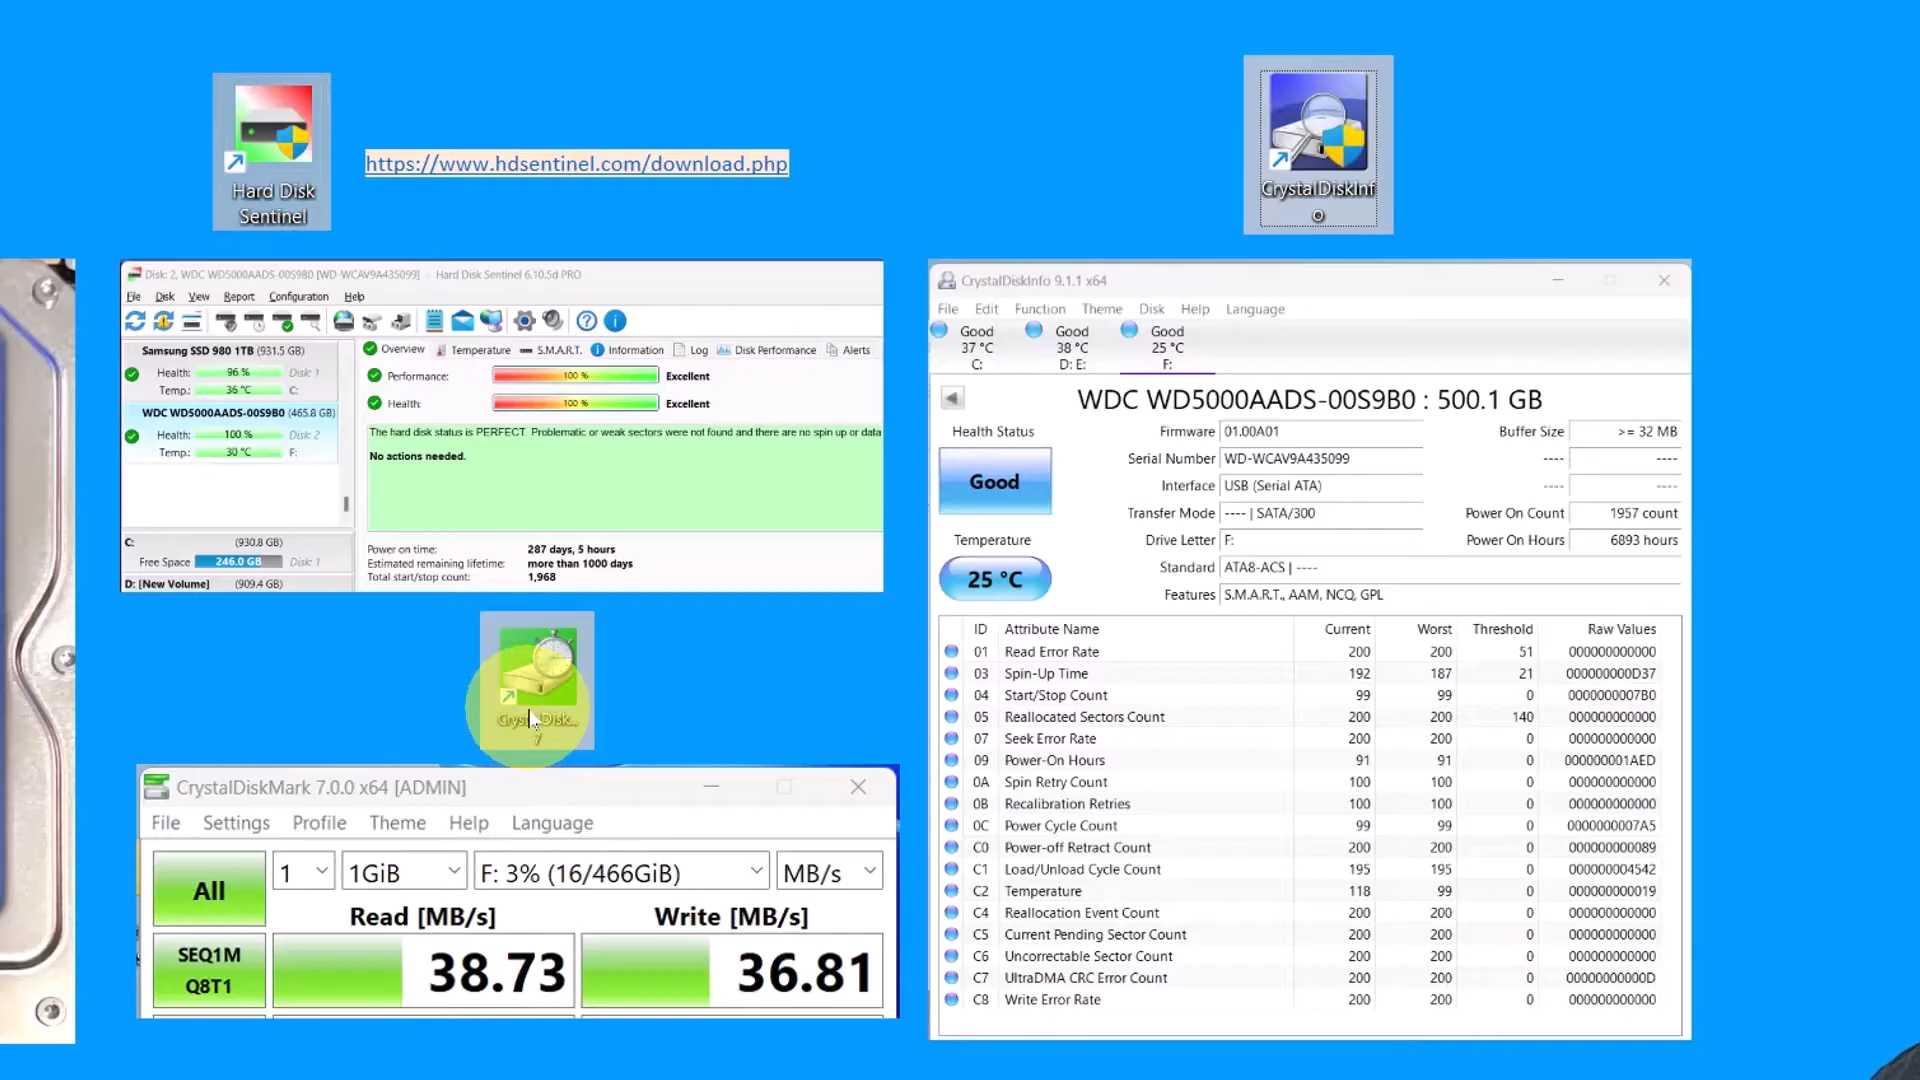 Hard Disk
Sentinel
https://www.hdsentinel.com/download.php
CrystalDiskInf
o
Disk: 2, WDC WD5000AADS-00S9B0 [WD-WCAV9A435099] - Hard Disk Sentinel 6.10.5d PRO
File Disk View Report Configuration Help
Samsung SSD 980 1TB (931.5 GB)
Health: 96 % Disk: 1
Temp.: 36 °C C:
WDC WD5000AADS-00S9B0 (465.8 GB)
Health: 100 % Disk: 2
Temp.: 30 °C F:
C: (930.8 GB)
Free Space 246.0 GB Disk: 1
D: [New Volume] (909.4 GB)
Overview Temperature S.M.A.R.T. Information Log Disk Performance Alerts
Performance: 100 % Excellent
Health: 100 % Excellent
The hard disk status is PERFECT. Problematic or weak sectors were not found and there are no spin up or data
No actions needed.
Power on time: 287 days, 5 hours
Estimated remaining lifetime: more than 1000 days
Total start/stop count: 1,968
CrystalDisk...
7
CrystalDiskMark 7.0.0 x64 [ADMIN]
File Settings Profile Theme Help Language
All 1 1GiB F: 3% (16/466GiB) MB/s
Read [MB/s] Write [MB/s]
SEQ1M
Q8T1
38.73 36.81
CrystalDiskInfo 9.1.1 x64
File Edit Function Theme Disk Help Language
Good Good Good
37 °C 38 °C 25 °C
C: D: E: F:
WDC WD5000AADS-00S9B0 : 500.1 GB
Health Status
Good
Temperature
25 °C
Firmware 01.00A01 Buffer Size >= 32 MB
Serial Number WD-WCAV9A435099 ---- ----
Interface USB (Serial ATA) ---- ----
Transfer Mode ---- | SATA/300 Power On Count 1957 count
Drive Letter F: Power On Hours 6893 hours
Standard ATA8-ACS | ----
Features S.M.A.R.T., AAM, NCQ, GPL
ID Attribute Name Current Worst Threshold Raw Values
01 Read Error Rate 200 200 51 000000000000
03 Spin-Up Time 192 187 21 000000000D37
04 Start/Stop Count 99 99 0 0000000007B0
05 Reallocated Sectors Count 200 200 140 000000000000
07 Seek Error Rate 200 200 0 000000000000
09 Power-On Hours 91 91 0 000000001AED
0A Spin Retry Count 100 100 0 000000000000
0B Recalibration Retries 100 100 0 000000000000
0C Power Cycle Count 99 99 0 0000000007A5
C0 Power-off Retract Count 200 200 0 000000000089
C1 Load/Unload Cycle Count 195 195 0 000000004542
C2 Temperature 118 99 0 000000000019
C4 Reallocation Event Count 200 200 0 000000000000
C5 Current Pending Sector Count 200 200 0 000000000000
C6 Uncorrectable Sector Count 200 200 0 000000000000
C7 UltraDMA CRC Error Count 200 200 0 00000000000D
C8 Write Error Rate 200 200 0 000000000000